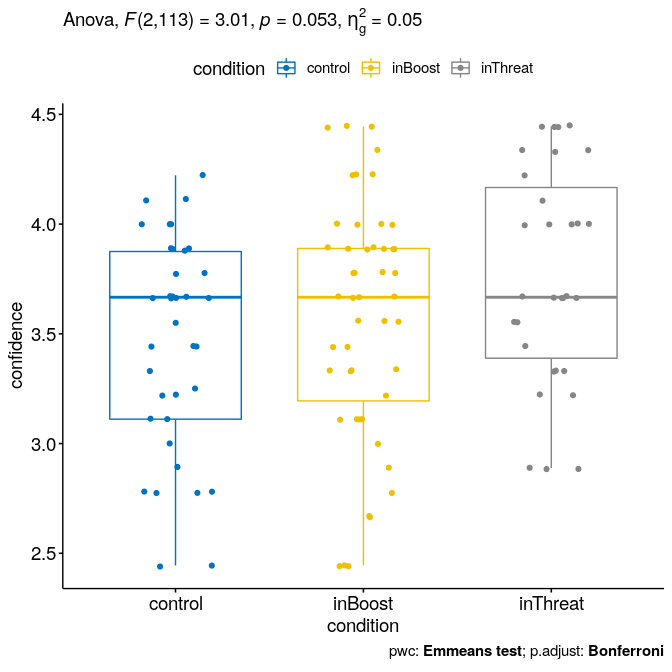 Anova, F(2,113) = 3.01, p = 0.053, η²g = 0.05
condition control inBoost inThreat
4.5
4.0
3.5
3.0
2.5
confidence
control inBoost inThreat
condition
pwc: Emmeans test; p.adjust: Bonferroni